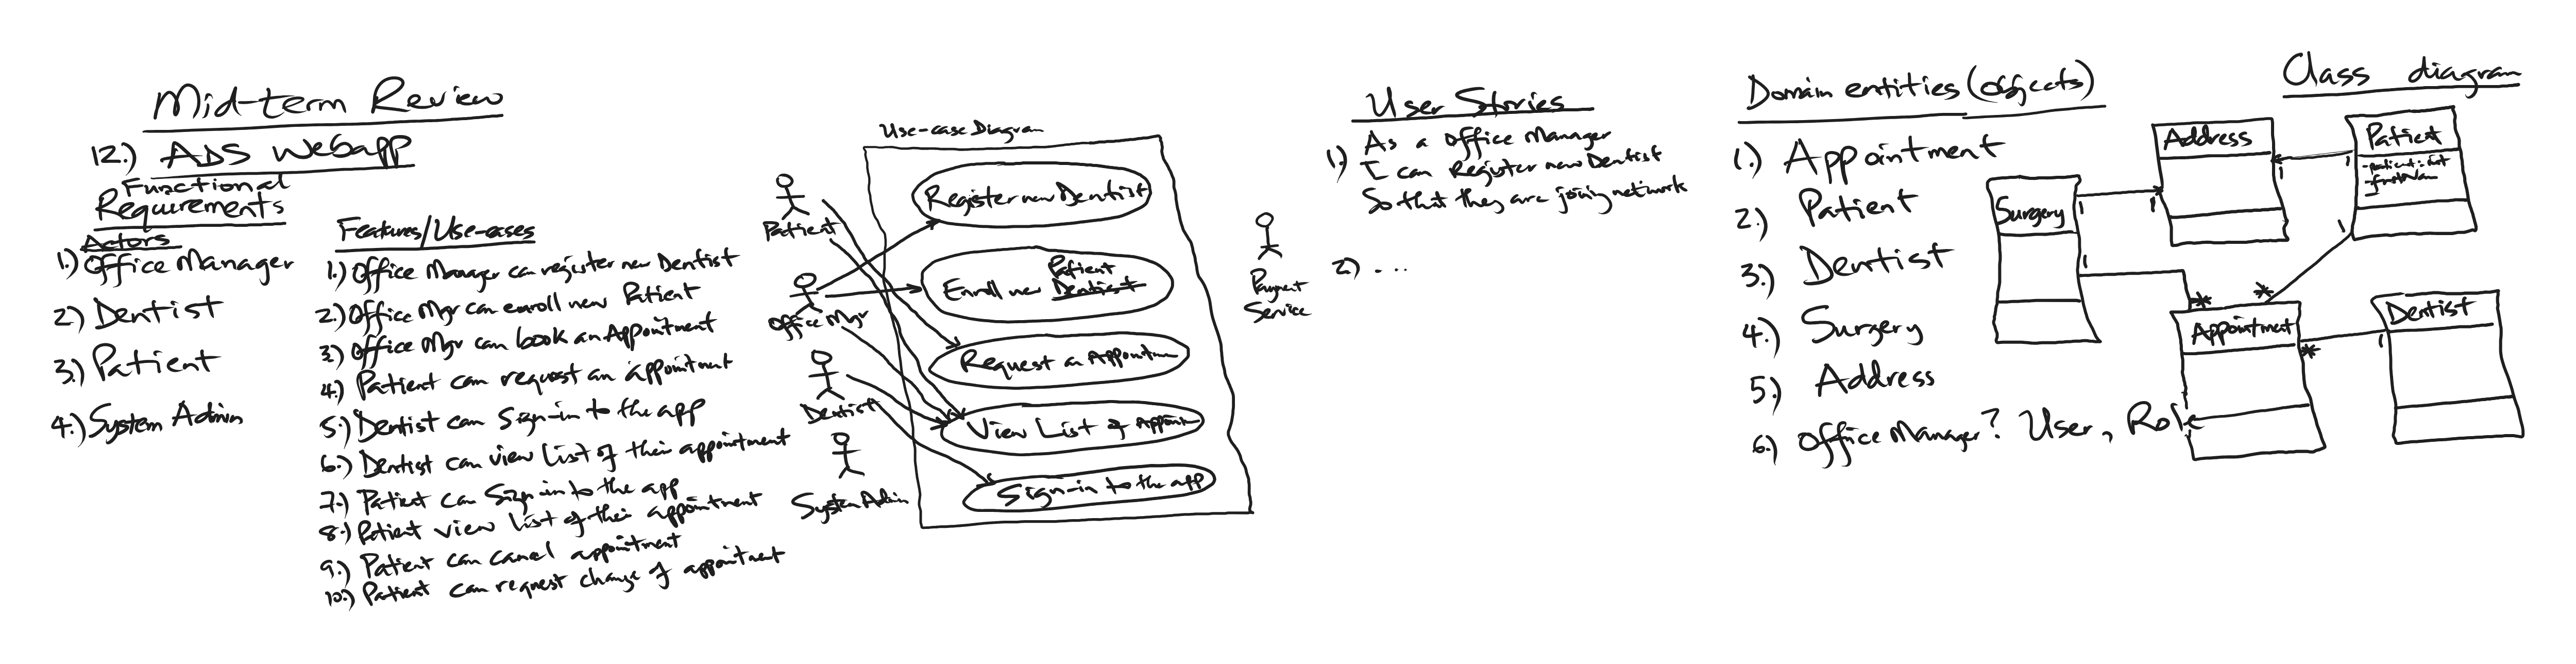 Mid-term Review
12.) ADS Webapp
Functional
Requirements
Actors
1.) Office Manager
2.) Dentist
3.) Patient
4.) System Admin
Features/Use-cases
1.) Office Manager can register new Dentist
2.) Office Mgr can enroll new Patient
3.) Office Mgr can book an Appointment
4.) Patient can request an appointment
5.) Dentist can Sign-in to the app
6.) Dentist can view List of their appointment
7.) Patient can Sign-in to the app
8.) Patient view list of their appointment
9.) Patient can cancel appointment
10.) Patient can request change of appointment
Use-case Diagram
Patient
Office Mgr
Dentist
System Admin
Register new Dentist
Patient
Enroll new Dentist
Request an Appointm
View List of Appoint
Sign-in to the app
Payment
Service
User Stories
1.) As a Office Manager
I can Register new Dentist
So that they are joining network
2.) ...
Domain entities (objects)
1.) Appointment
2.) Patient
3.) Dentist
4.) Surgery
5.) Address
6.) Office Manager? User, Role
Class diagram
Address
1
1
Patient
1
1
Surgery
1
1
*
*
Appointment
*
Dentist
1